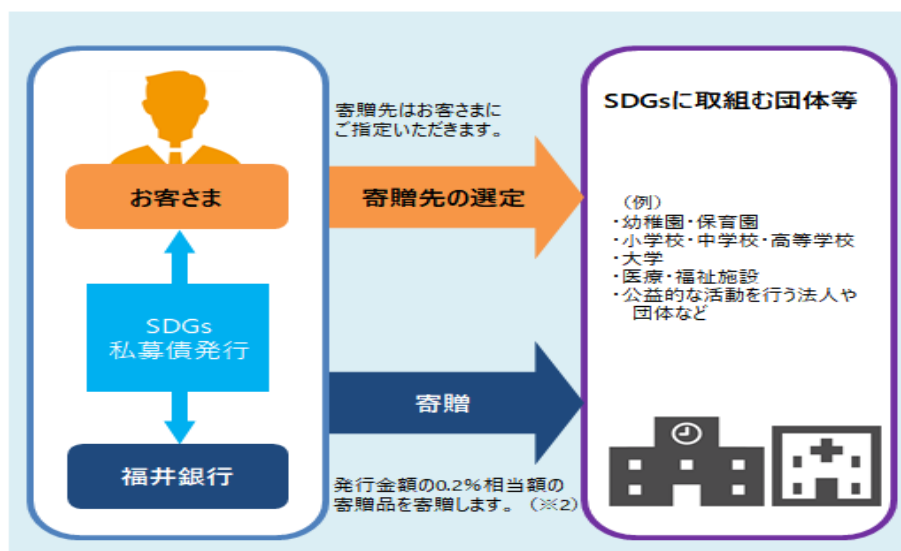 お客さま
SDGs
私募債発行
福井銀行
寄贈先はお客さまに
ご指定いただきます。
寄贈先の選定
寄贈
発行金額の0.2%相当額の
寄贈品を寄贈します。（※2）
SDGsに取組む団体等
（例）
・幼稚園・保育園
・小学校・中学校・高等学校
・大学
・医療・福祉施設
・公益的な活動を行う法人や
団体など